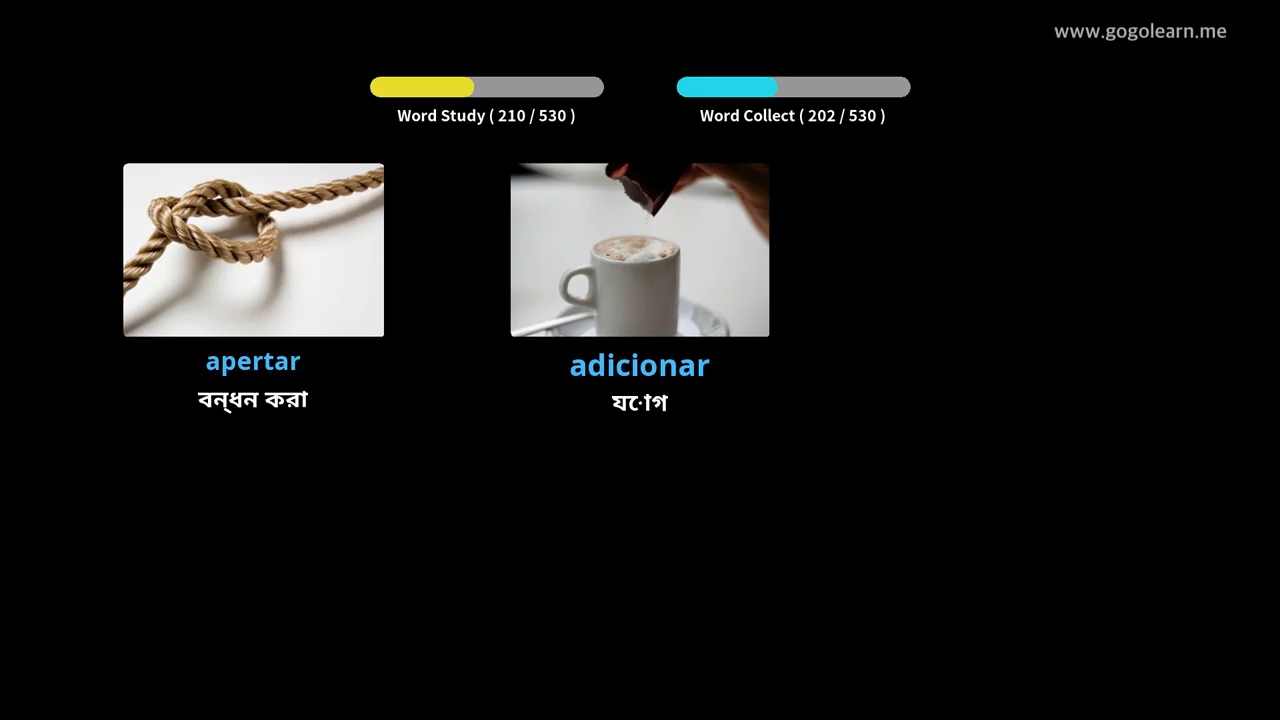 www.gogolearn.me
Word Study ( 210 / 530 )
Word Collect ( 202 / 530 )
apertar
adicionar
বন্ধন করা
যোগ